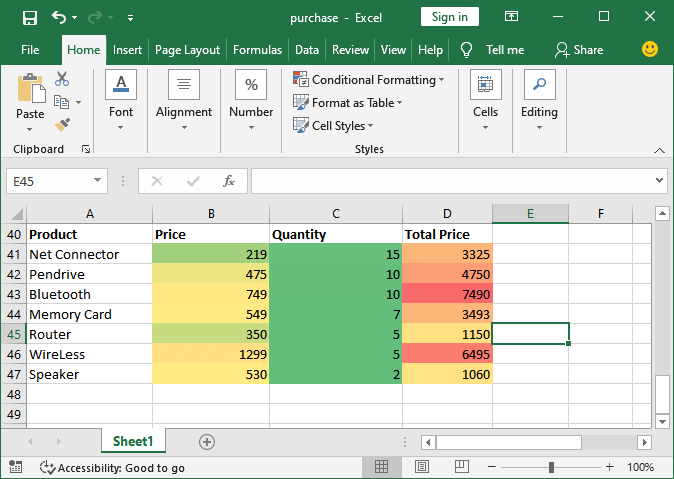 purchase - Excel
Sign in
File Home Insert Page Layout Formulas Data Review View Help Tell me Share
Paste
Clipboard
A
Font
Alignment
%
Number
Conditional Formatting
Format as Table
Cell Styles
Styles
Cells
Editing
E45
fx
A B C D E F
40 Product Price Quantity Total Price
41 Net Connector 219 15 3325
42 Pendrive 475 10 4750
43 Bluetooth 749 10 7490
44 Memory Card 549 7 3493
45 Router 350 5 1150
46 WireLess 1299 5 6495
47 Speaker 530 2 1060
48
49
Sheet1
Accessibility: Good to go
100%